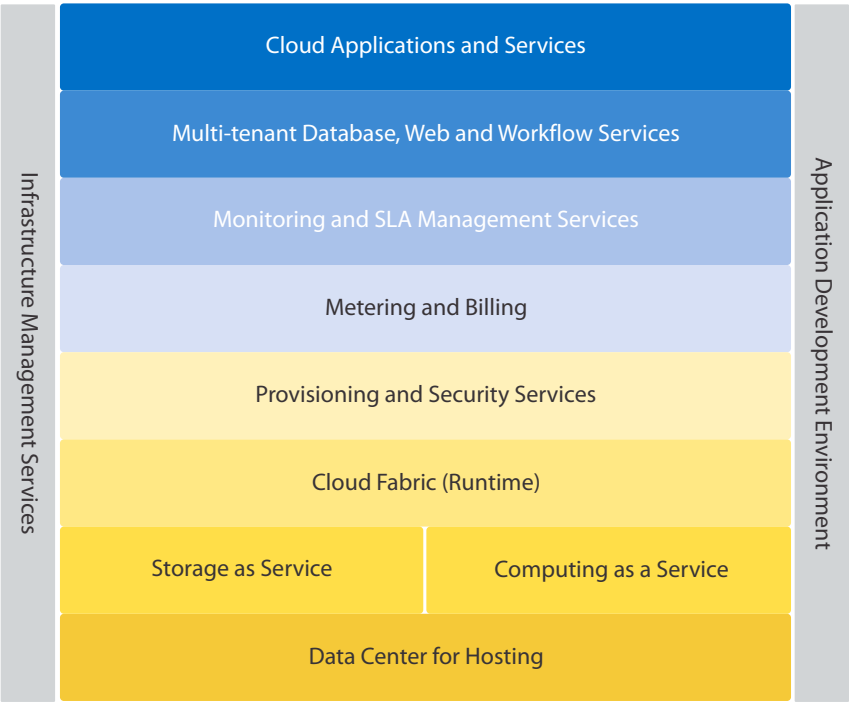 Cloud Applications and Services
Multi-tenant Database, Web and Workflow Services
Monitoring and SLA Management Services
Metering and Billing
Provisioning and Security Services
Cloud Fabric (Runtime)
Storage as Service
Computing as a Service
Data Center for Hosting
Infrastructure Management Services
Application Development Environment